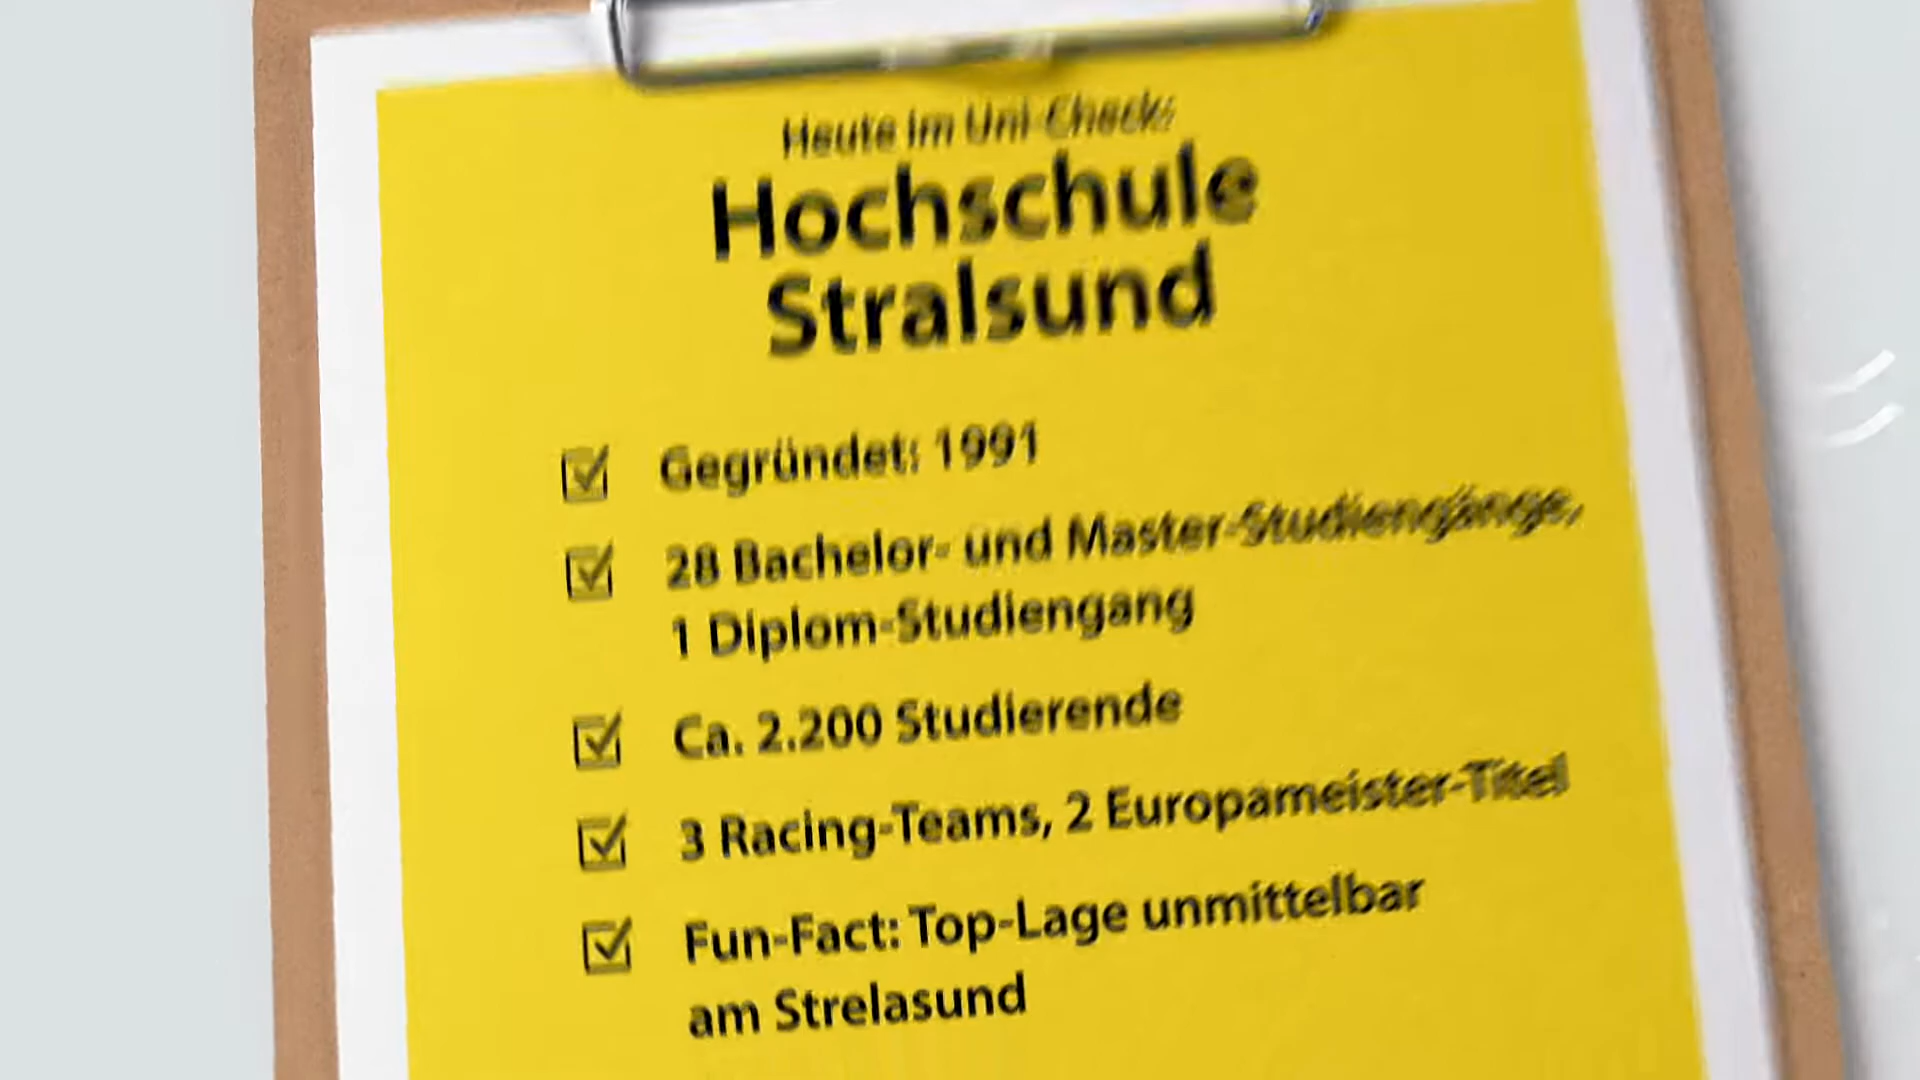 Heute im Uni-Check:
Hochschule
Stralsund
Gegründet: 1991
28 Bachelor- und Master-Studiengänge,
1 Diplom-Studiengang
Ca. 2.200 Studierende
3 Racing-Teams, 2 Europameister-Titel
Fun-Fact: Top-Lage unmittelbar
am Strelasund